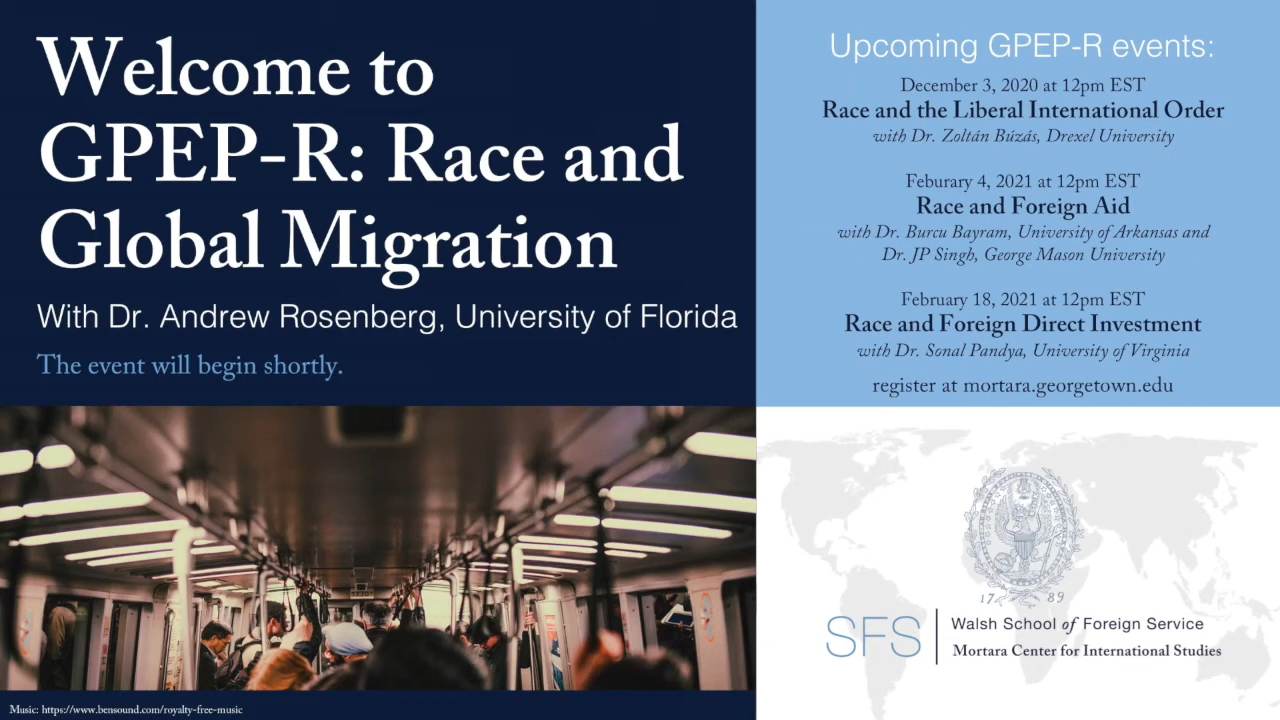 Welcome to
GPEP-R: Race and
Global Migration
With Dr. Andrew Rosenberg, University of Florida
The event will begin shortly.
Music: https://www.bensound.com/royalty-free-music
Upcoming GPEP-R events:
December 3, 2020 at 12pm EST
Race and the Liberal International Order
with Dr. Zoltán Búzás, Drexel University
Feburary 4, 2021 at 12pm EST
Race and Foreign Aid
with Dr. Burcu Bayram, University of Arkansas and
Dr. JP Singh, George Mason University
February 18, 2021 at 12pm EST
Race and Foreign Direct Investment
with Dr. Sonal Pandya, University of Virginia
register at mortara.georgetown.edu
17 89
SFS
Walsh School of Foreign Service
Mortara Center for International Studies